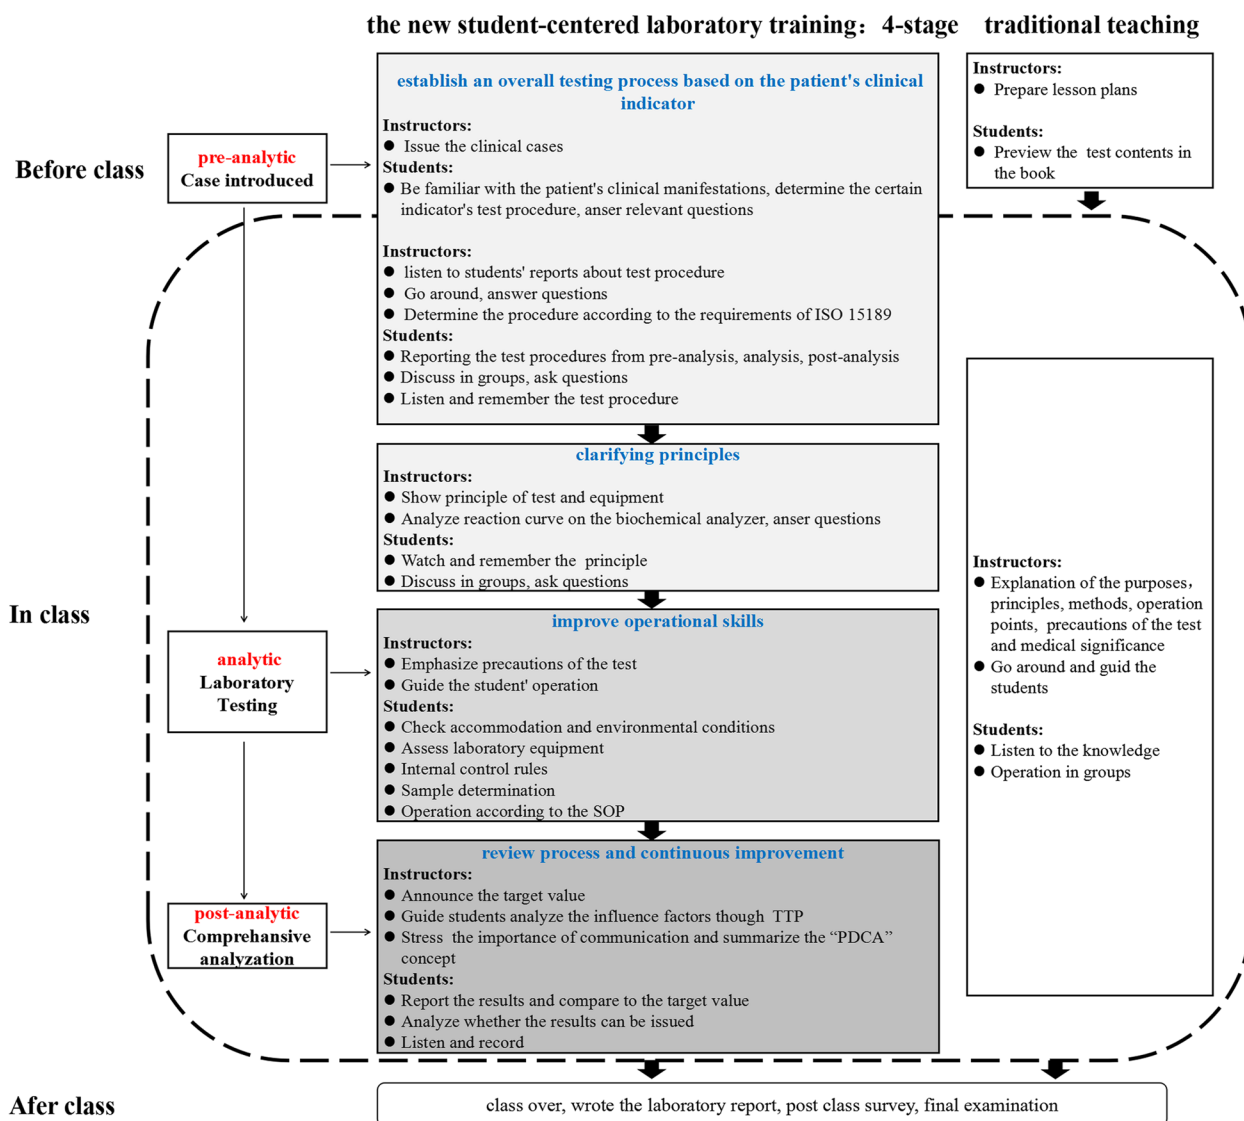 the new student-centered laboratory training: 4-stage
traditional teaching
Before class
pre-analytic
Case introduced
establish an overall testing process based on the patient's clinical
indicator
Instructors:
● Issue the clinical cases
Students:
● Be familiar with the patient's clinical manifestations, determine the certain
indicator's test procedure, anser relevant questions
Instructors:
● listen to students' reports about test procedure
● Go around, answer questions
● Determine the procedure according to the requirements of ISO 15189
Students:
● Reporting the test procedures from pre-analysis, analysis, post-analysis
● Discuss in groups, ask questions
● Listen and remember the test procedure
Instructors:
● Prepare lesson plans
Students:
● Preview the test contents in
the book
In class
clarifying principles
Instructors:
● Show principle of test and equipment
● Analyze reaction curve on the biochemical analyzer, anser questions
Students:
● Watch and remember the principle
● Discuss in groups, ask questions
analytic
Laboratory
Testing
improve operational skills
Instructors:
● Emphasize precautions of the test
● Guide the student' operation
Students:
● Check accommodation and environmental conditions
● Assess laboratory equipment
● Internal control rules
● Sample determination
● Operation according to the SOP
post-analytic
Comprehansive
analyzation
review process and continuous improvement
Instructors:
● Announce the target value
● Guide students analyze the influence factors though TTP
● Stress the importance of communication and summarize the “PDCA”
concept
Students:
● Report the results and compare to the target value
● Analyze whether the results can be issued
● Listen and record
Instructors:
● Explanation of the purposes,
principles, methods, operation
points, precautions of the test
and medical significance
● Go around and guid the
students
Students:
● Listen to the knowledge
● Operation in groups
Afer class
class over, wrote the laboratory report, post class survey, final examination